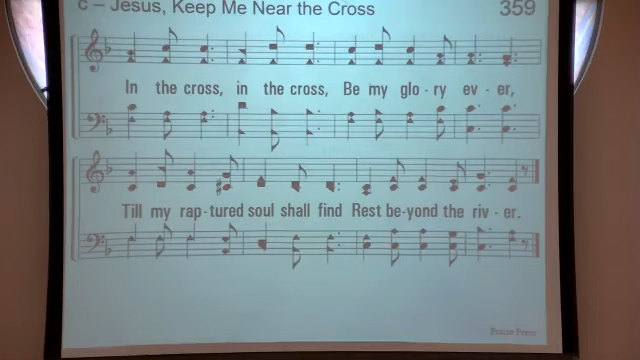 c – Jesus, Keep Me Near the Cross 359
In the cross, in the cross, Be my glo - ry ev - er,
Till my rap - tured soul shall find Rest be - yond the riv - er.
Praise Press